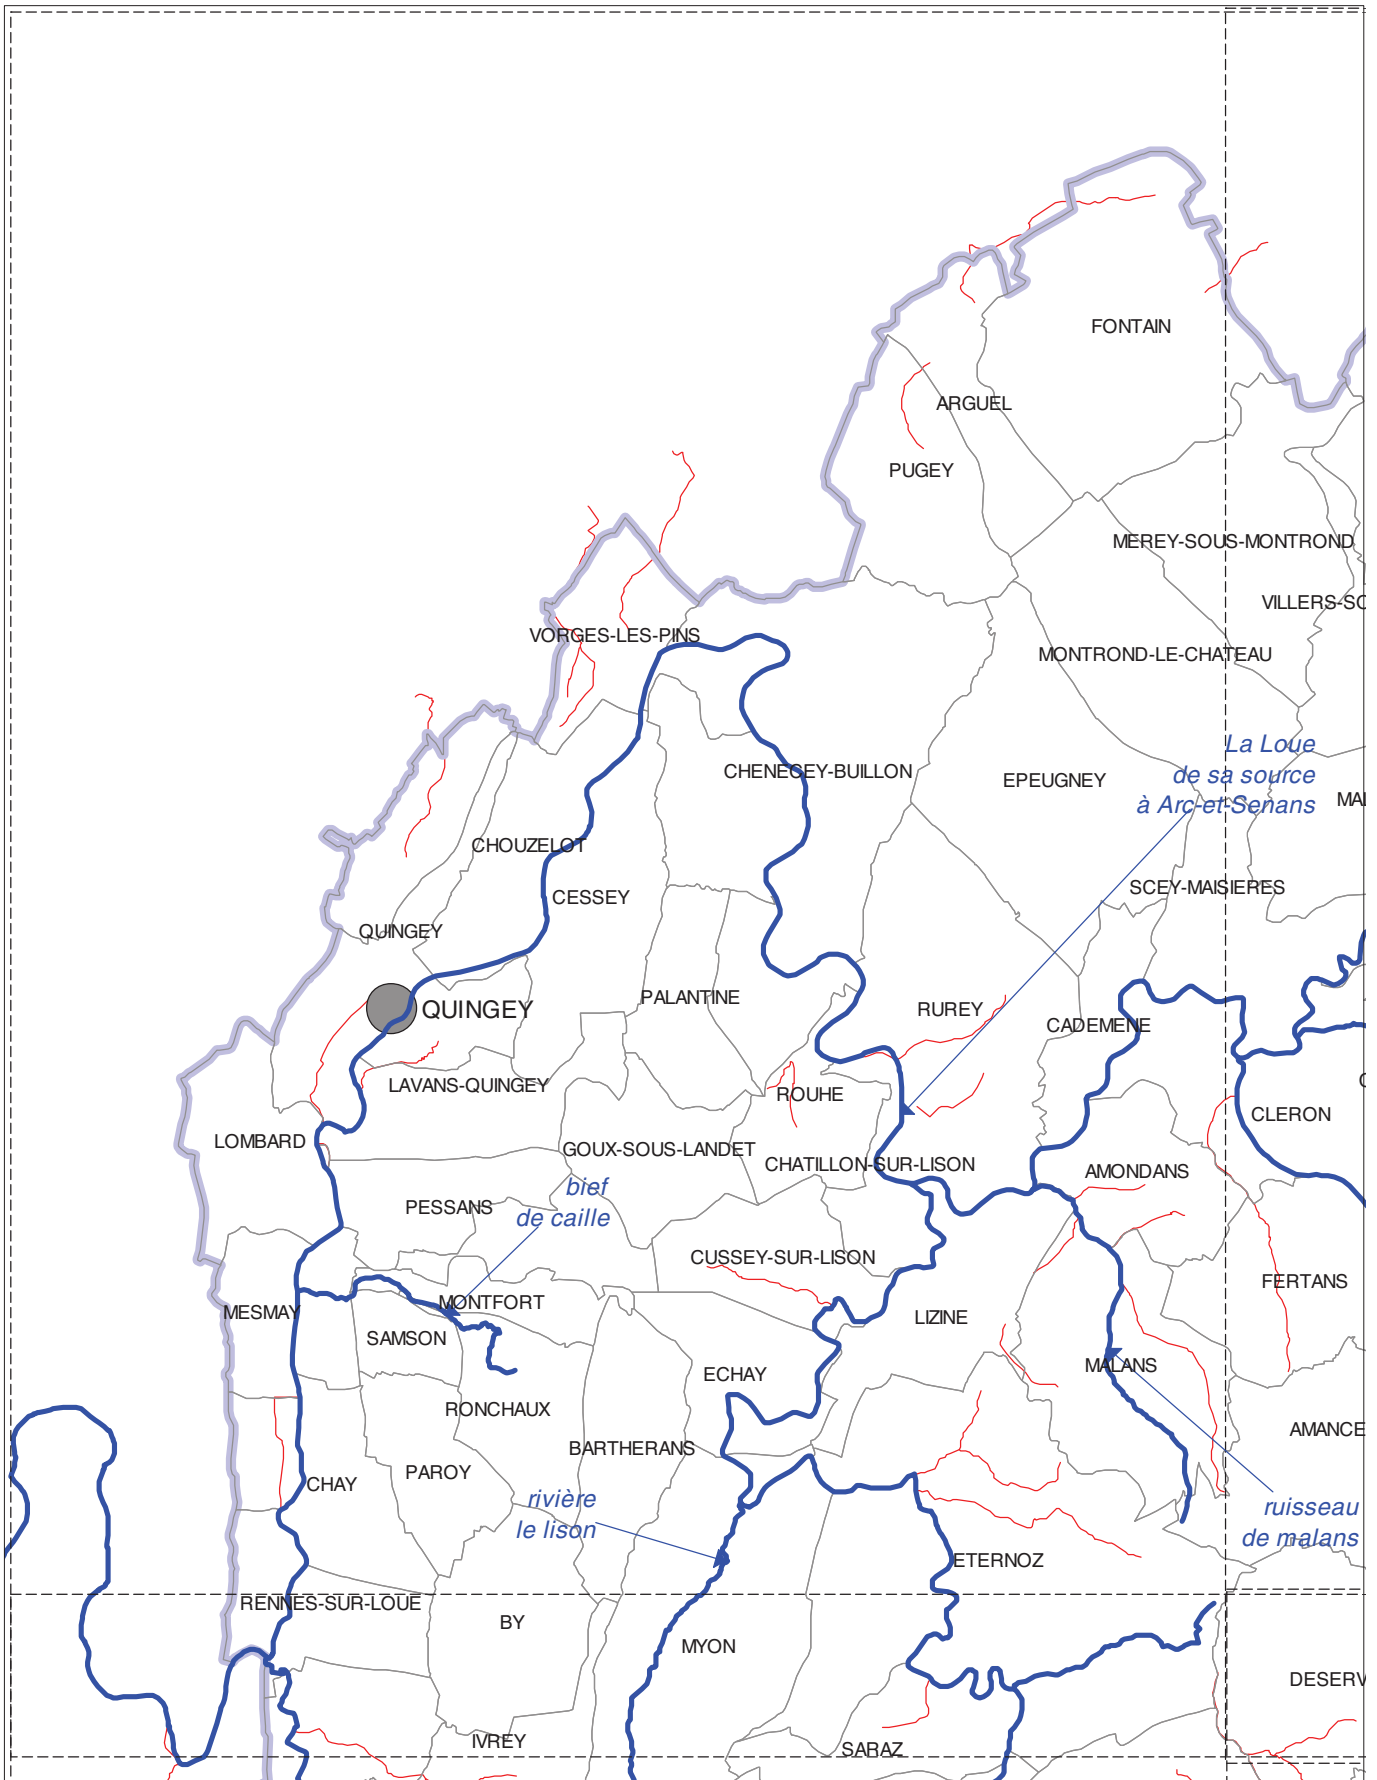 FONTAIN
ARGUEL
PUGEY
MEREY-SOUS-MONTROND
VILLERS-SO
VORGES-LES-PINS
MONTROND-LE-CHATEAU
La Loue
de sa source
à Arc-et-Senans
CHENECEY-BUILLON
EPEUGNEY
MAL
CHOUZELOT
CESSEY
SCEY-MAISIERES
QUINGEY
PALANTINE
QUINGEY
RUREY
CADEMENE
LAVANS-QUINGEY
ROUHE
CLERON
LOMBARD
GOUX-SOUS-LANDET
CHATILLON-SUR-LISON
AMONDANS
PESSANS
bief
de caille
CUSSEY-SUR-LISON
FERTANS
MESMAY
MONTFORT
SAMSON
LIZINE
ECHAY
MALANS
RONCHAUX
AMANCE
BARTHERANS
PAROY
CHAY
rivière
le lison
ruisseau
de malans
ETERNOZ
RENNES-SUR-LOUE
BY
MYON
DESERV
IVREY
SARAZ